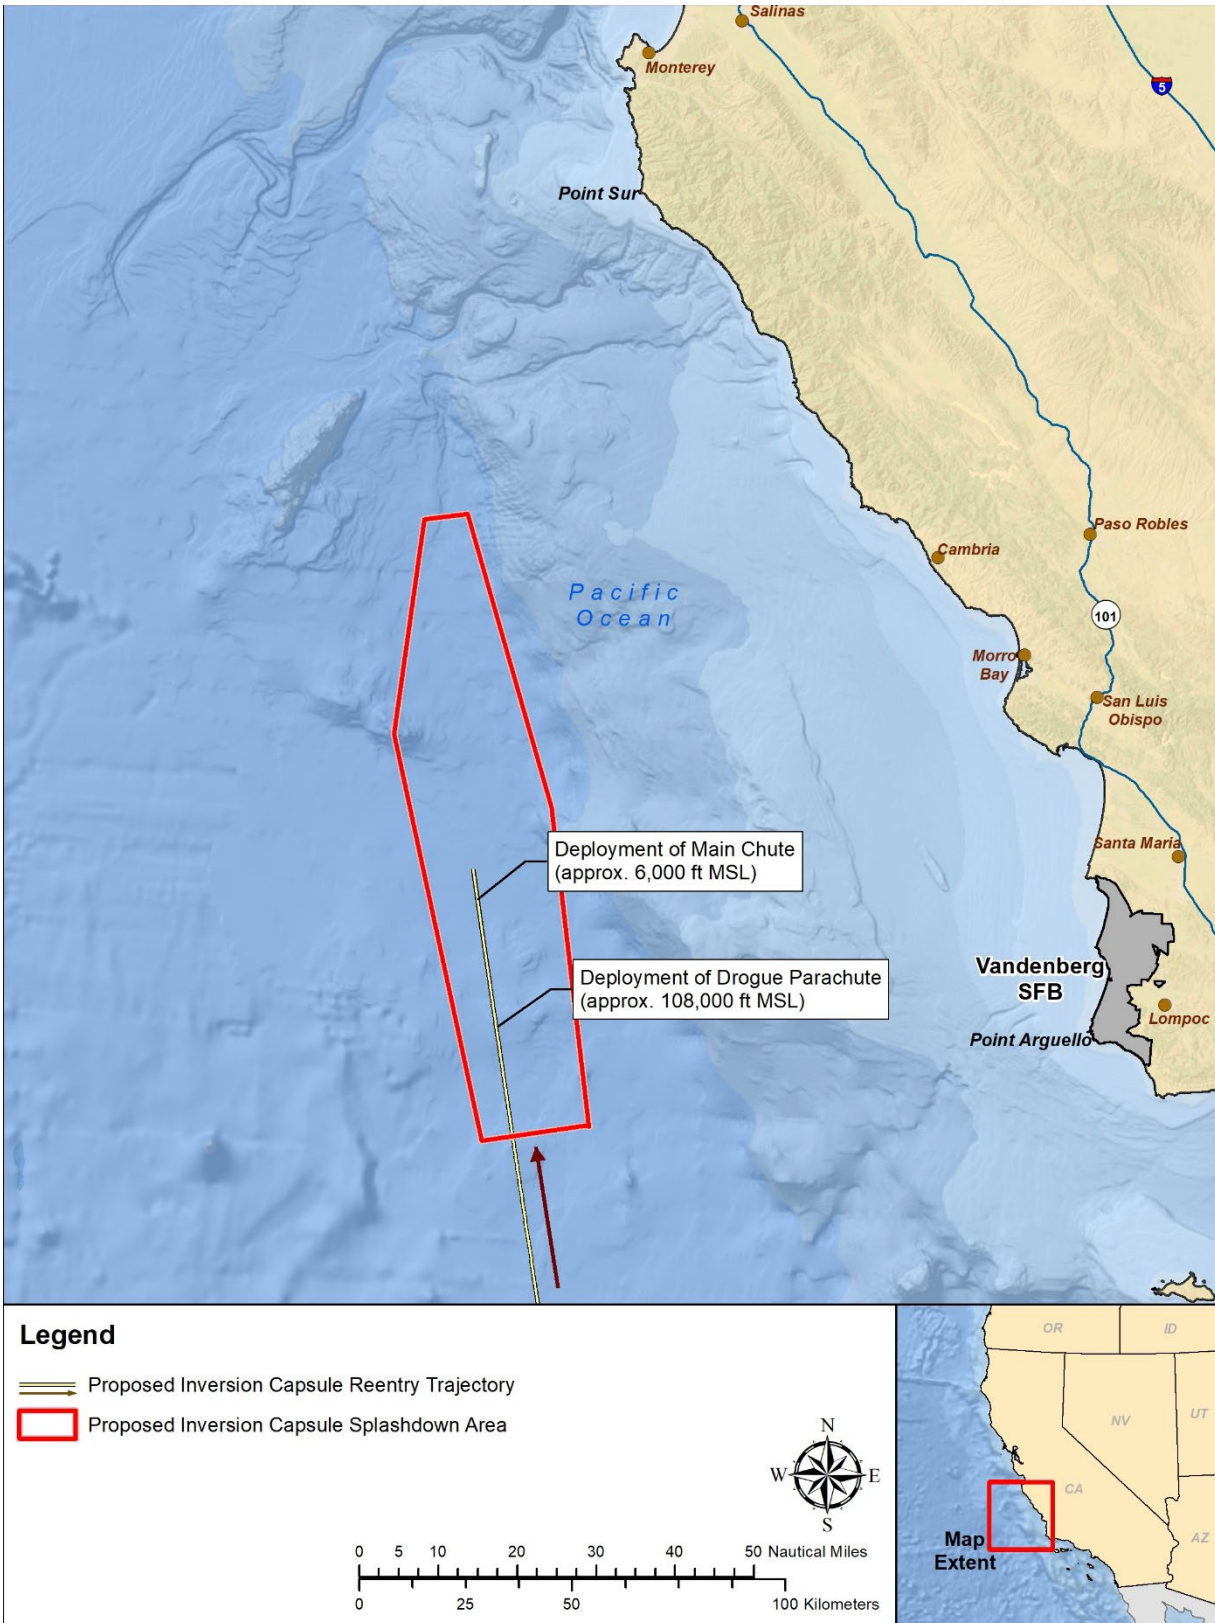 Salinas
Monterey
5
Point Sur
Paso Robles
Cambria
Pacific
Ocean
101
Morro
Bay
San Luis
Obispo
Deployment of Main Chute
(approx. 6,000 ft MSL)
Santa Maria
Deployment of Drogue Parachute
(approx. 108,000 ft MSL)
Vandenberg
SFB
Lompoc
Point Arguello
Legend
Proposed Inversion Capsule Reentry Trajectory
Proposed Inversion Capsule Splashdown Area
N
W E
S
0 5 10 20 30 40 50 Nautical Miles
0 25 50 100 Kilometers
OR
ID
NV
UT
CA
AZ
Map
Extent